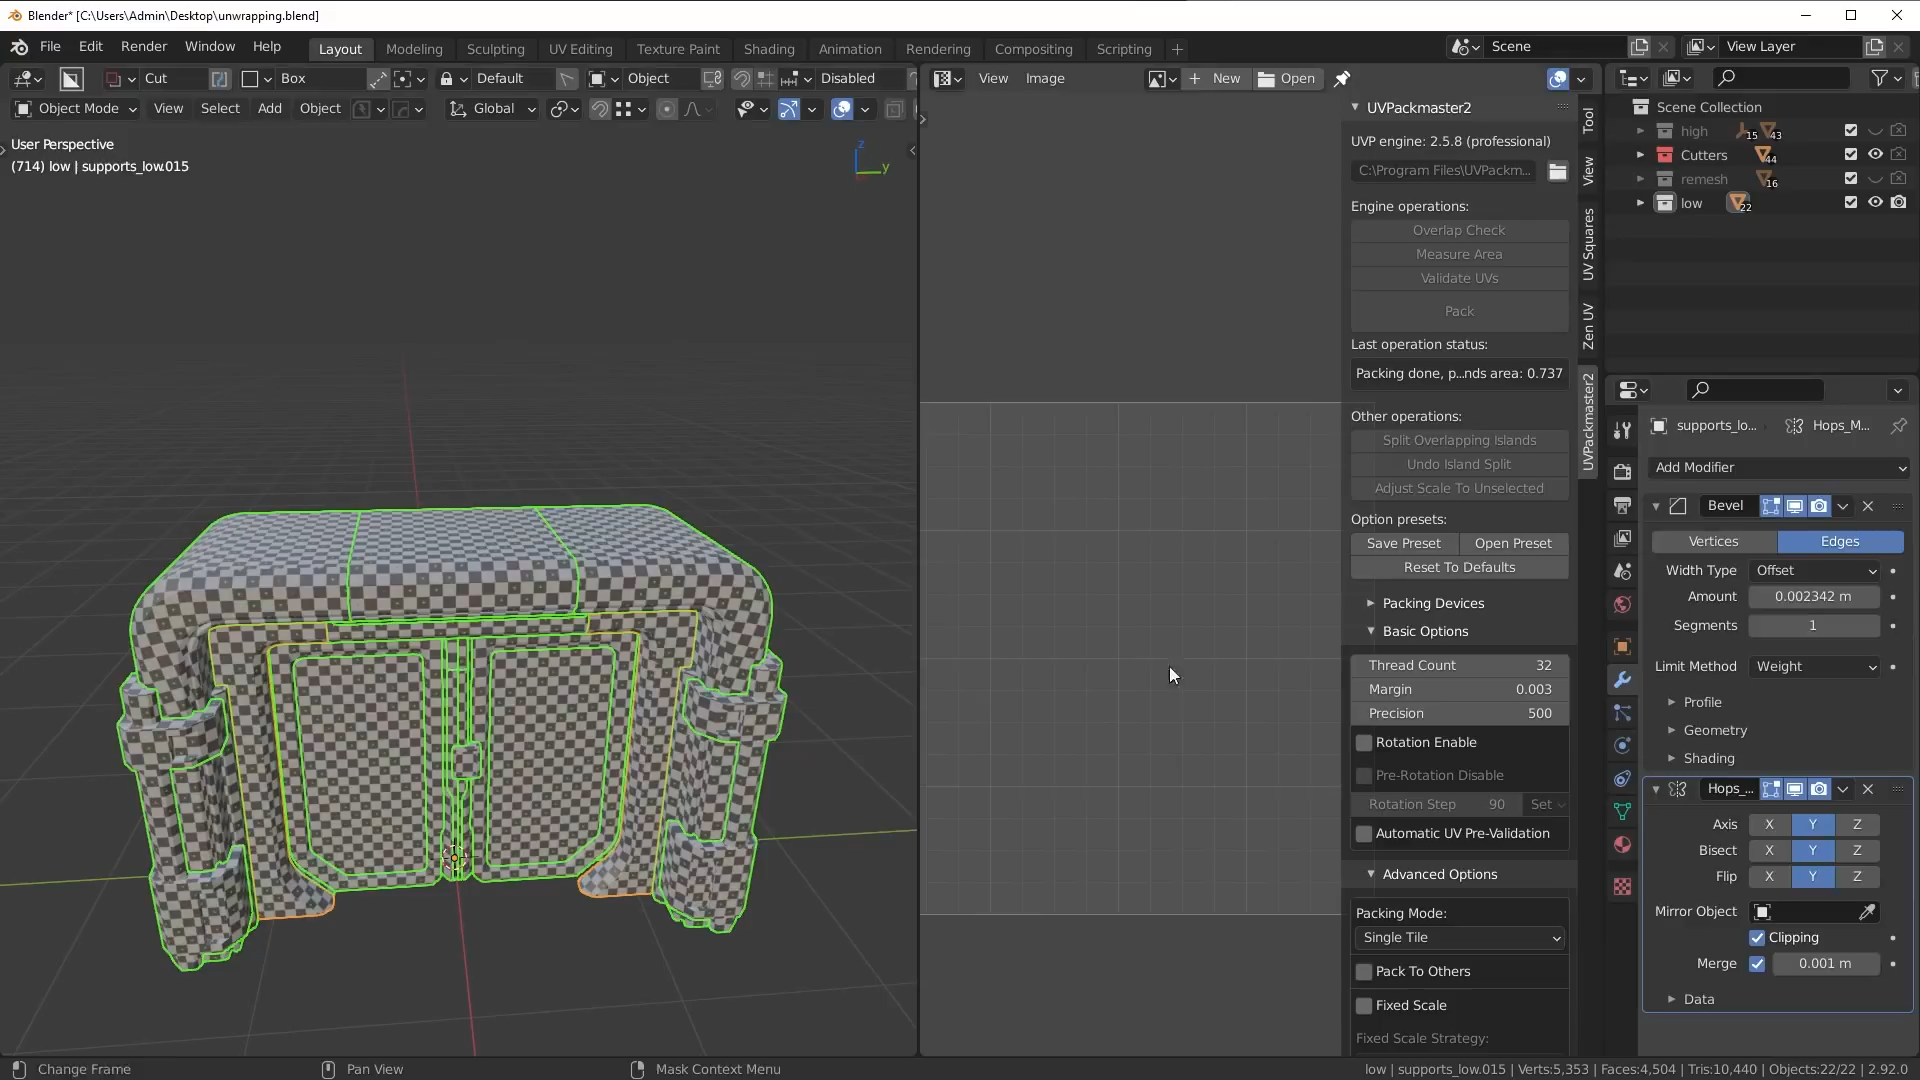 Blender* [C:\Users\Admin\Desktop\unwrapping.blend]
File Edit Render Window Help
Layout Modeling Sculpting UV Editing Texture Paint Shading Animation Rendering Compositing Scripting +
Scene
View Layer
Cut Box Default Object Disabled
Object Mode View Select Add Object Global
User Perspective
(714) low | supports_low.015
z
y
View Image New Open
UVPackmaster2
UVP engine: 2.5.8 (professional)
C:\Program Files\UVPackm...
Engine operations:
Overlap Check
Measure Area
Validate UVs
Pack
Last operation status:
Packing done, p...nds area: 0.737
Other operations:
Split Overlapping Islands
Undo Island Split
Adjust Scale To Unselected
Option presets:
Save Preset Open Preset
Reset To Defaults
Packing Devices
Basic Options
Thread Count 32
Margin 0.003
Precision 500
Rotation Enable
Pre-Rotation Disable
Rotation Step 90 Set
Automatic UV Pre-Validation
Advanced Options
Packing Mode:
Single Tile
Pack To Others
Fixed Scale
Fixed Scale Strategy:
Tool
View
UV Squares
Zen UV
UVPackmaster2
Scene Collection
high 15 43
Cutters 44
remesh 16
low 22
supports_lo... Hops_M...
Add Modifier
Bevel
Vertices Edges
Width Type Offset
Amount 0.002342 m
Segments 1
Limit Method Weight
Profile
Geometry
Shading
Hops_...
Axis X Y Z
Bisect X Y Z
Flip X Y Z
Mirror Object
Clipping
Merge 0.001 m
Data
Change Frame Pan View Mask Context Menu
low | supports_low.015 | Verts:5,353 | Faces:4,504 | Tris:10,440 | Objects:22/22 | 2.92.0